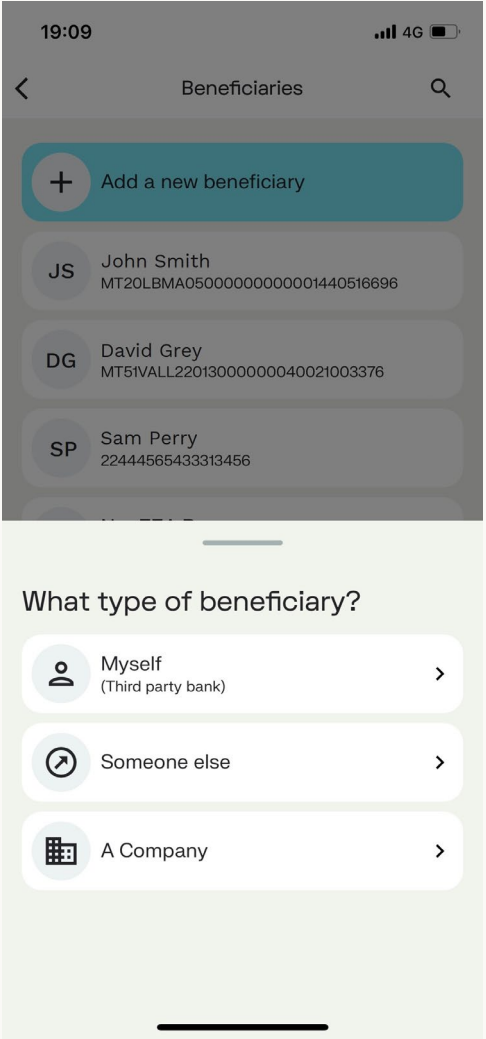 19:09
4G
Beneficiaries
Add a new beneficiary
JS
John Smith
MT20LBMA05000000000001440516696
DG
David Grey
MT51VALL22013000000040021003376
SP
Sam Perry
22444565433313456
What type of beneficiary?
Myself
(Third party bank)
Someone else
A Company